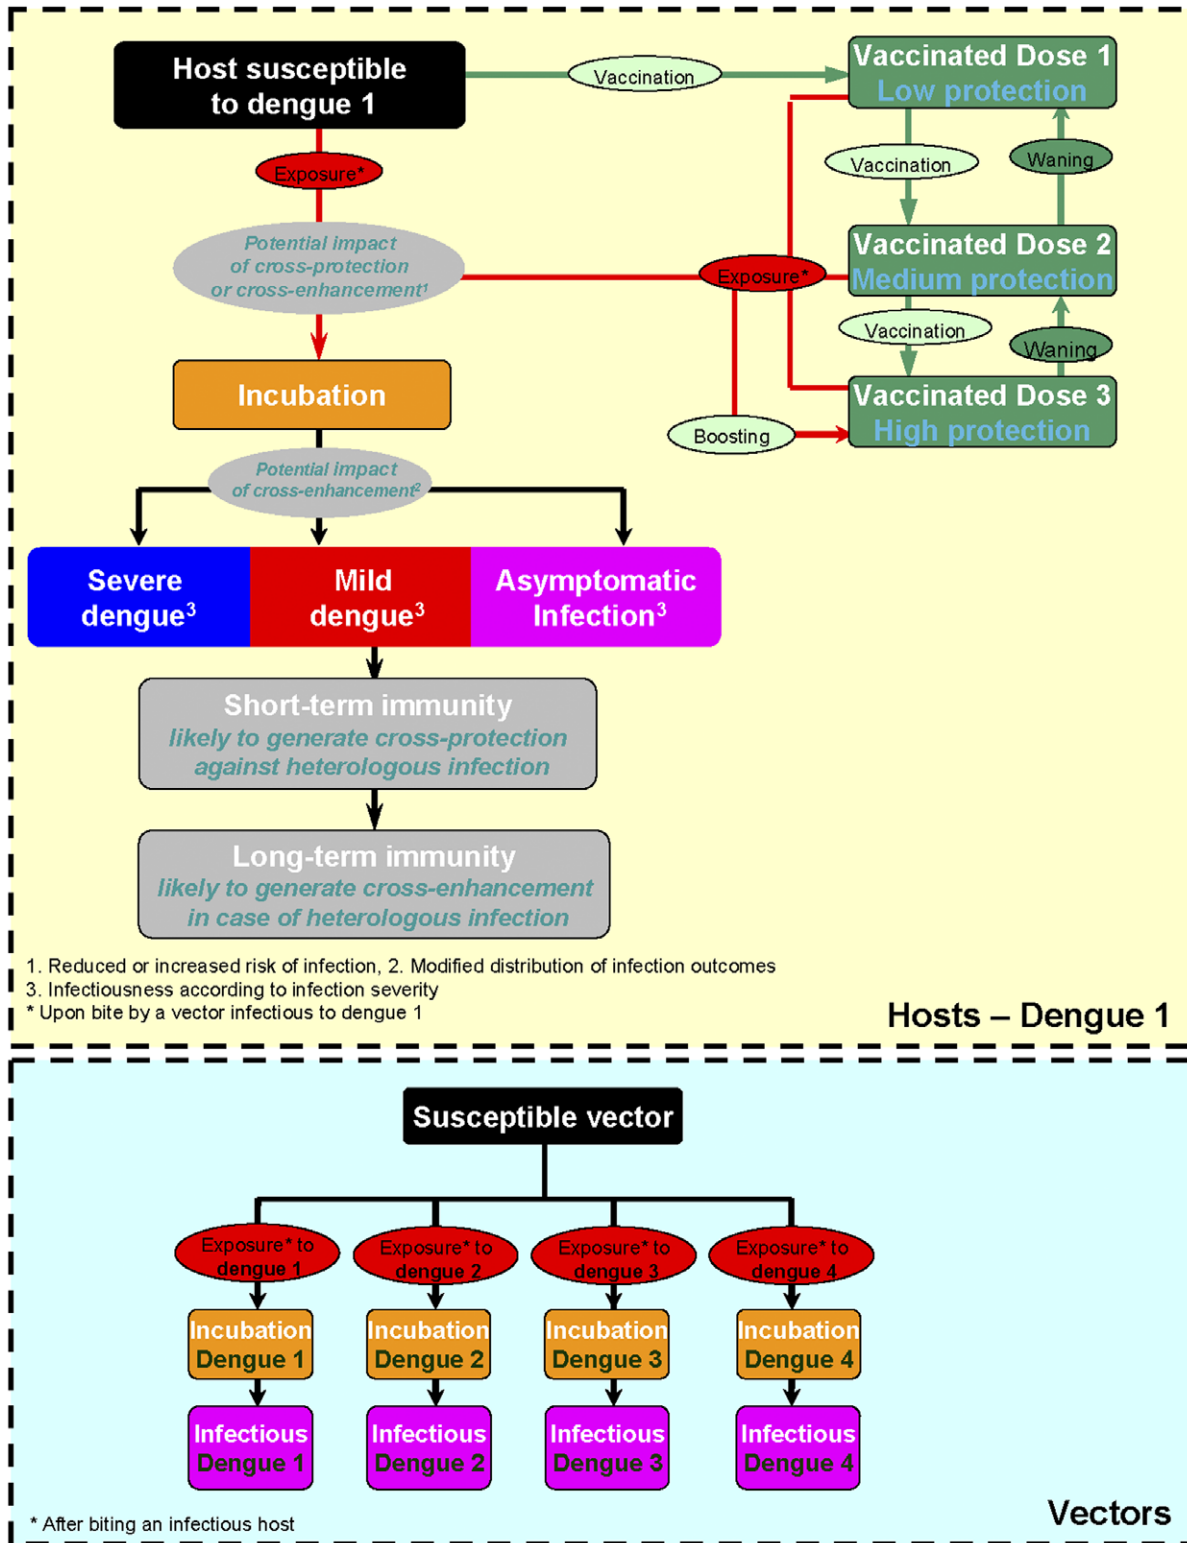 Host susceptible
to dengue 1
Vaccination
Vaccinated Dose 1
Low protection
Exposure*
Vaccination
Waning
Potential impact
of cross-protection
or cross-enhancement¹
Exposure*
Vaccinated Dose 2
Medium protection
Vaccination
Waning
Incubation
Vaccinated Dose 3
High protection
Boosting
Potential impact
of cross-enhancement²
Severe
dengue³
Mild
dengue³
Asymptomatic
Infection³
Short-term immunity
likely to generate cross-protection
against heterologous infection
Long-term immunity
likely to generate cross-enhancement
in case of heterologous infection
1. Reduced or increased risk of infection, 2. Modified distribution of infection outcomes
3. Infectiousness according to infection severity
* Upon bite by a vector infectious to dengue 1
Hosts – Dengue 1
Susceptible vector
Exposure* to
dengue 1
Exposure* to
dengue 2
Exposure* to
dengue 3
Exposure* to
dengue 4
Incubation
Dengue 1
Incubation
Dengue 2
Incubation
Dengue 3
Incubation
Dengue 4
Infectious
Dengue 1
Infectious
Dengue 2
Infectious
Dengue 3
Infectious
Dengue 4
* After biting an infectious host
Vectors